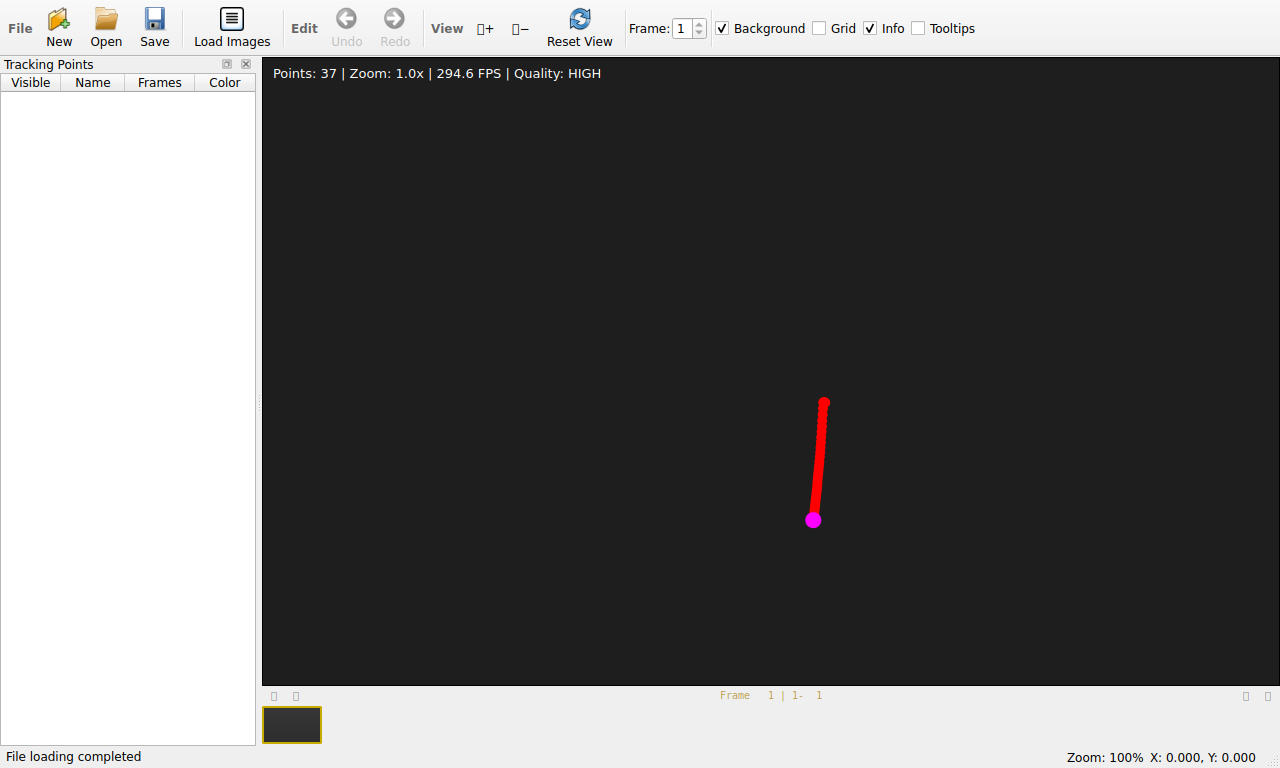 File
New
Open
Save
Load Images
Edit
Undo
Redo
View
+
−
Reset View
Frame: 1
Background
Grid
Info
Tooltips
Tracking Points
Visible Name Frames Color
Points: 37 | Zoom: 1.0x | 294.6 FPS | Quality: HIGH
Frame 1 | 1- 1
File loading completed
Zoom: 100% X: 0.000, Y: 0.000